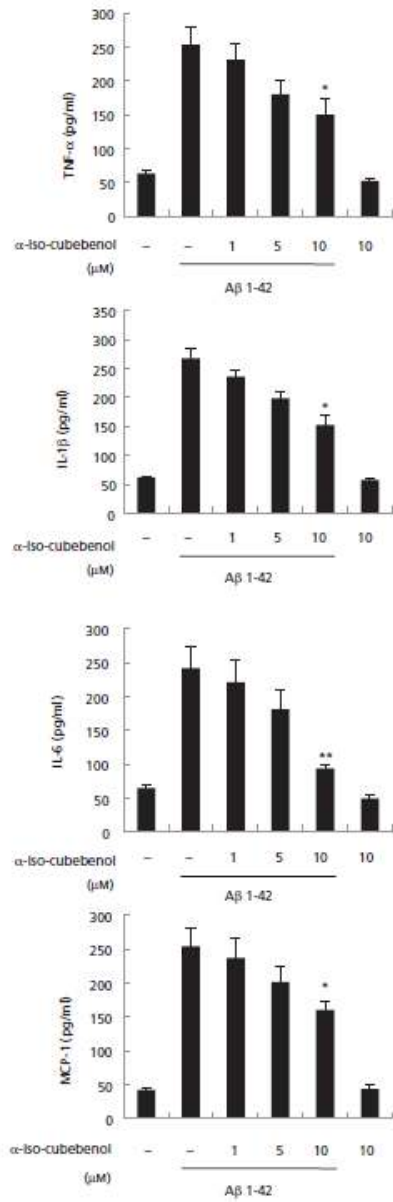 300
250
200
150
100
50
0
TNF-α (pg/ml)
*
α-Iso-cubebenol – – 1 5 10 10
(μM)
Aβ 1-42
350
300
250
200
150
100
50
0
IL-1β (pg/ml)
*
α-Iso-cubebenol – – 1 5 10 10
(μM)
Aβ 1-42
300
250
200
150
100
50
0
IL-6 (pg/ml)
**
α-Iso-cubebenol – – 1 5 10 10
(μM)
Aβ 1-42
300
250
200
150
100
50
0
MCP-1 (pg/ml)
*
α-Iso-cubebenol – – 1 5 10 10
(μM)
Aβ 1-42